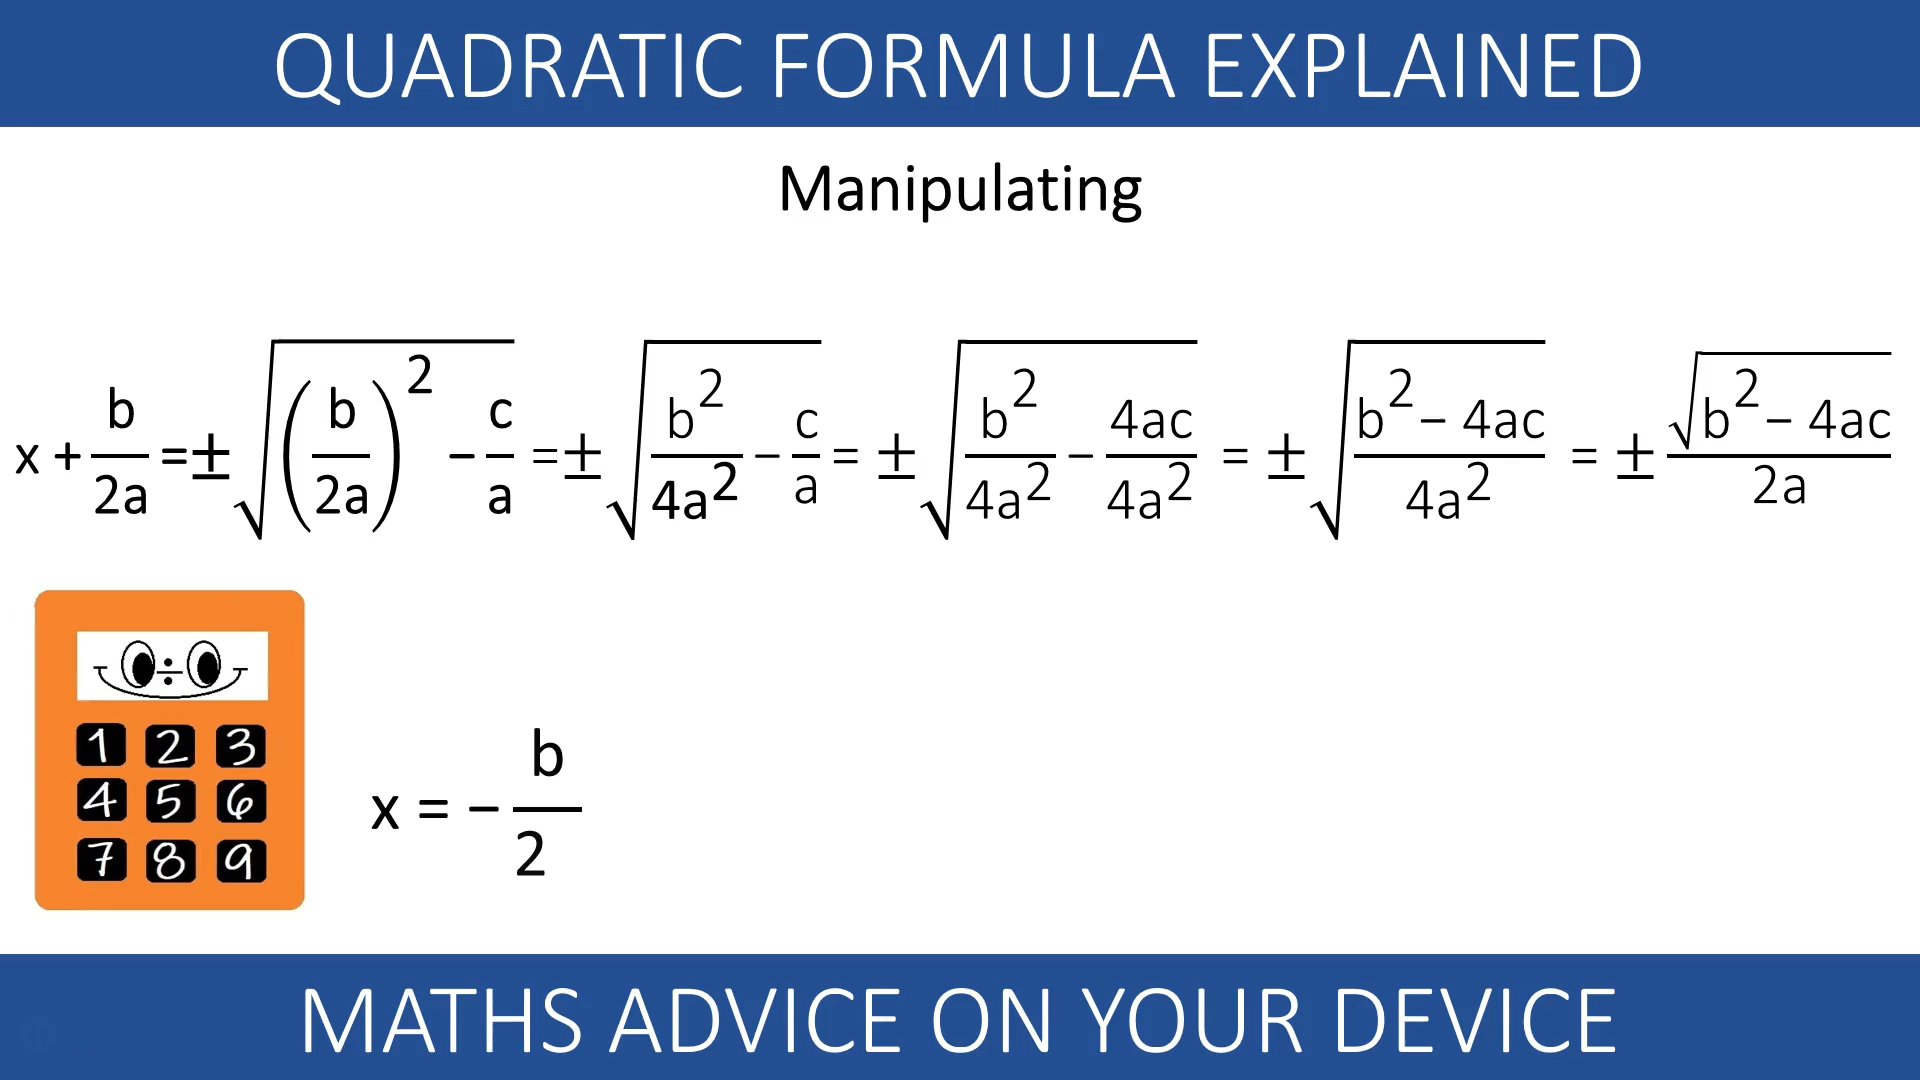 QUADRATIC FORMULA EXPLAINED
Manipulating
x + b/2a =±√((b/2a)² − c/a) =±√(b²/4a² − c/a) = ±√(b²/4a² − 4ac/4a²) = ±√((b² − 4ac)/4a²) = ±√(b² − 4ac)/2a
÷
1 2 3
4 5 6
7 8 9
x = − b/2
MATHS ADVICE ON YOUR DEVICE